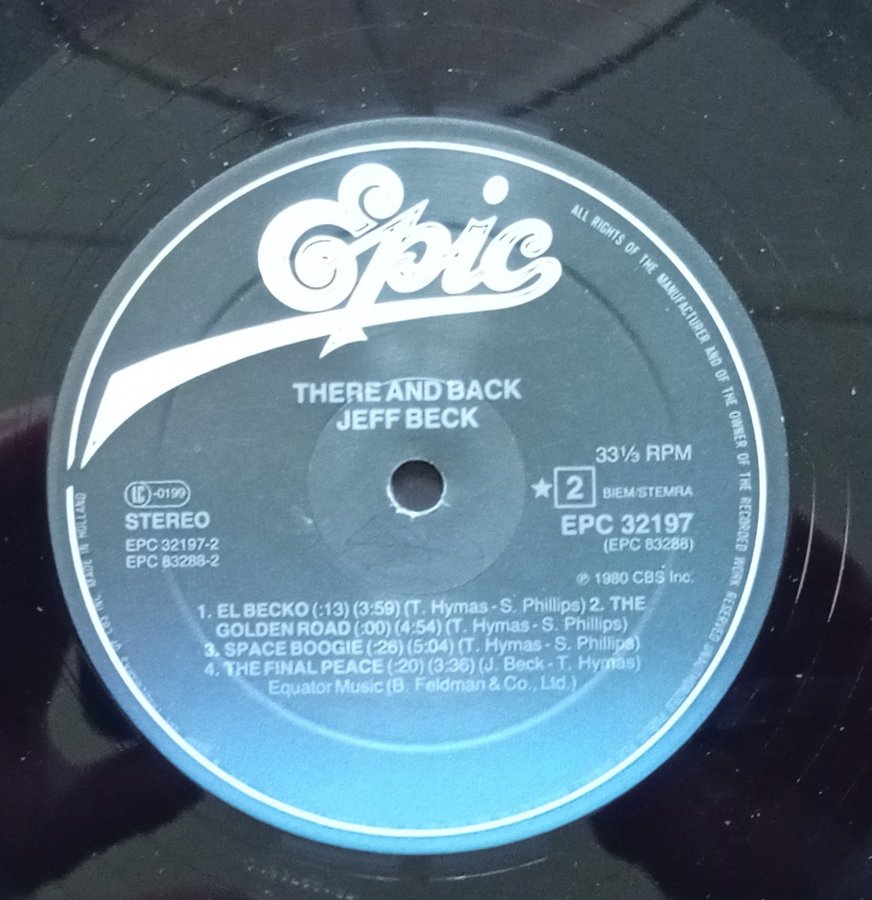 Epic
ALL RIGHTS OF THE MANUFACTURER AND OF THE OWNER OF THE RECORDED WORK RESERVED
THERE AND BACK
JEFF BECK
33⅓ RPM
LC-0199
★ 2 BIEM/STEMRA
STEREO
EPC 32197
EPC 32197-2
(EPC 83288)
EPC 83288-2
℗ 1980 CBS Inc.
1. EL BECKO (:13) (3:59) (T. Hymas - S. Phillips) 2. THE
GOLDEN ROAD (:00) (4:54) (T. Hymas - S. Phillips)
3. SPACE BOOGIE (:26) (5:04) (T. Hymas - S. Phillips)
4. THE FINAL PEACE (:20) (3:36) (J. Beck - T. Hymas)
Equator Music (B. Feldman & Co., Ltd.)
MADE IN HOLLAND